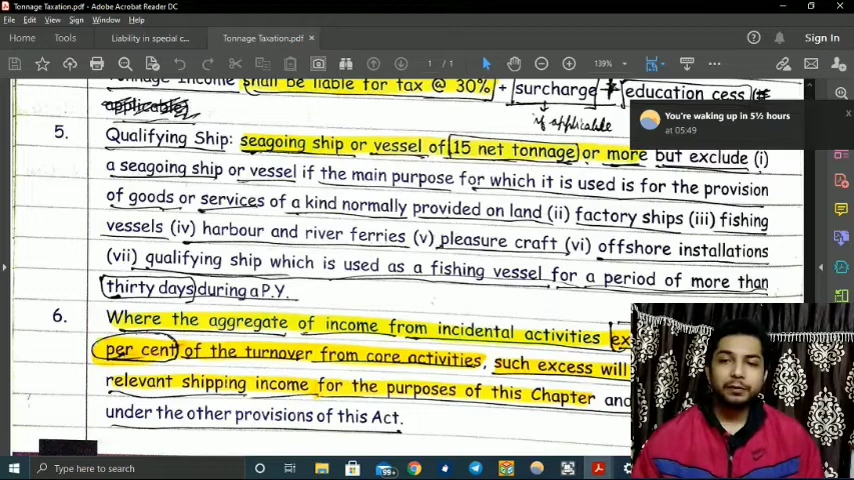 Tonnage Taxation.pdf - Adobe Acrobat Reader DC
File Edit View Sign Window Help
Home Tools Liability in special c... Tonnage Taxation.pdf × Sign In
1 / 1 139%
Tonnage Income shall be liable for tax @ 30% + surcharge + education cess (
if applicable
You're waking up in 5½ hours
at 05:49
5. Qualifying Ship: seagoing ship or vessel of 15 net tonnage or more but exclude (i)
a seagoing ship or vessel if the main purpose for which it is used is for the provision
of goods or services of a kind normally provided on land (ii) factory ships (iii) fishing
vessels (iv) harbour and river ferries (v) pleasure craft (vi) offshore installations
(vii) qualifying ship which is used as a fishing vessel for a period of more than
thirty days during a P.Y.
6. Where the aggregate of income from incidental activities ex
per cent of the turnover from core activities, such excess will
relevant shipping income for the purposes of this Chapter and
under the other provisions of this Act.
Type here to search
99+